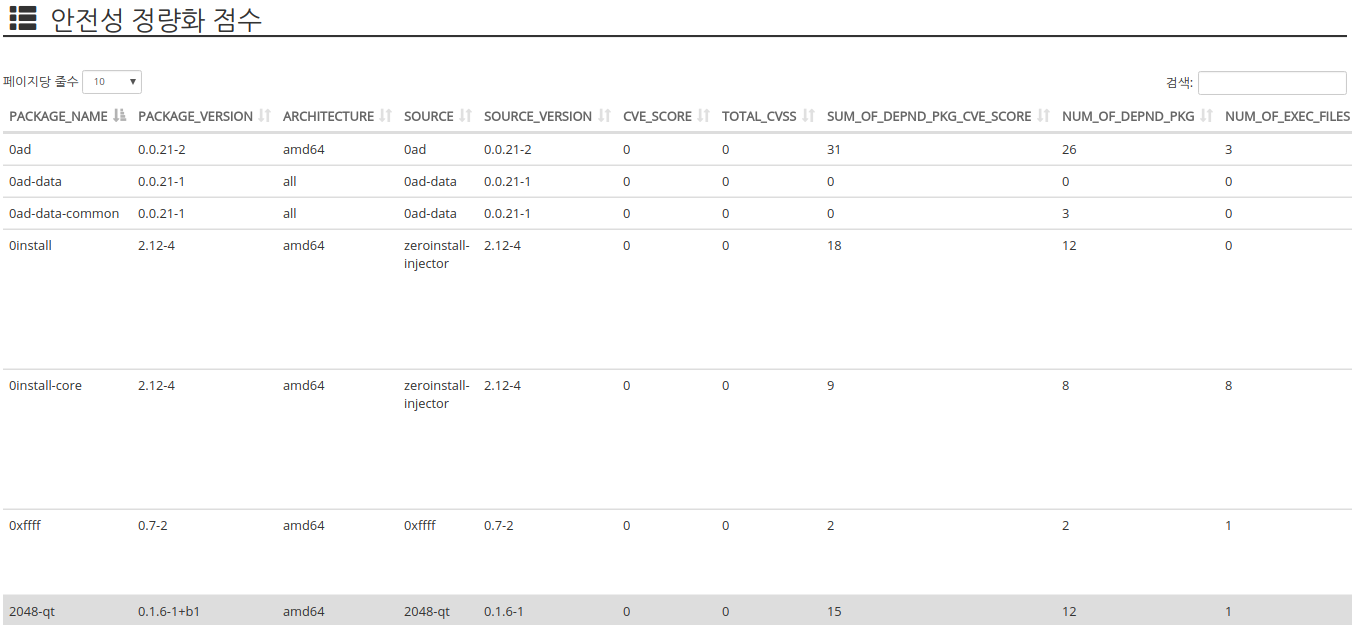 안전성 정량화 점수
페이지당 줄수 10 검색:
PACKAGE_NAME PACKAGE_VERSION ARCHITECTURE SOURCE SOURCE_VERSION CVE_SCORE TOTAL_CVSS SUM_OF_DEPND_PKG_CVE_SCORE NUM_OF_DEPND_PKG NUM_OF_EXEC_FILES
0ad 0.0.21-2 amd64 0ad 0.0.21-2 0 0 31 26 3
0ad-data 0.0.21-1 all 0ad-data 0.0.21-1 0 0 0 0 0
0ad-data-common 0.0.21-1 all 0ad-data 0.0.21-1 0 0 0 3 0
0install 2.12-4 amd64 zeroinstall- 2.12-4 0 0 18 12 0
injector
0install-core 2.12-4 amd64 zeroinstall- 2.12-4 0 0 9 8 8
injector
0xffff 0.7-2 amd64 0xffff 0.7-2 0 0 2 2 1
2048-qt 0.1.6-1+b1 amd64 2048-qt 0.1.6-1 0 0 15 12 1